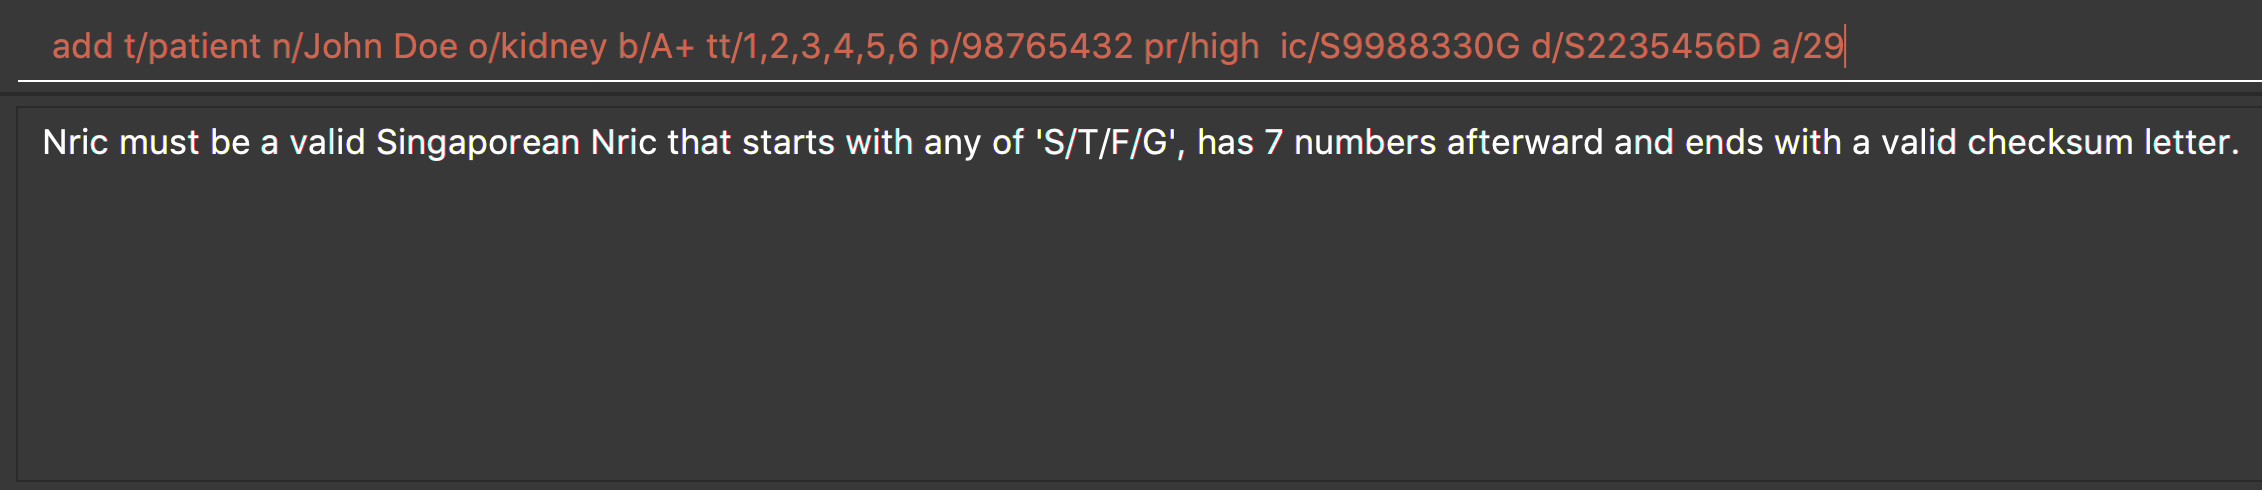 add t/patient n/John Doe o/kidney b/A+ tt/1,2,3,4,5,6 p/98765432 pr/high  ic/S9988330G d/S2235456D a/29
Nric must be a valid Singaporean Nric that starts with any of 'S/T/F/G', has 7 numbers afterward and ends with a valid checksum letter.